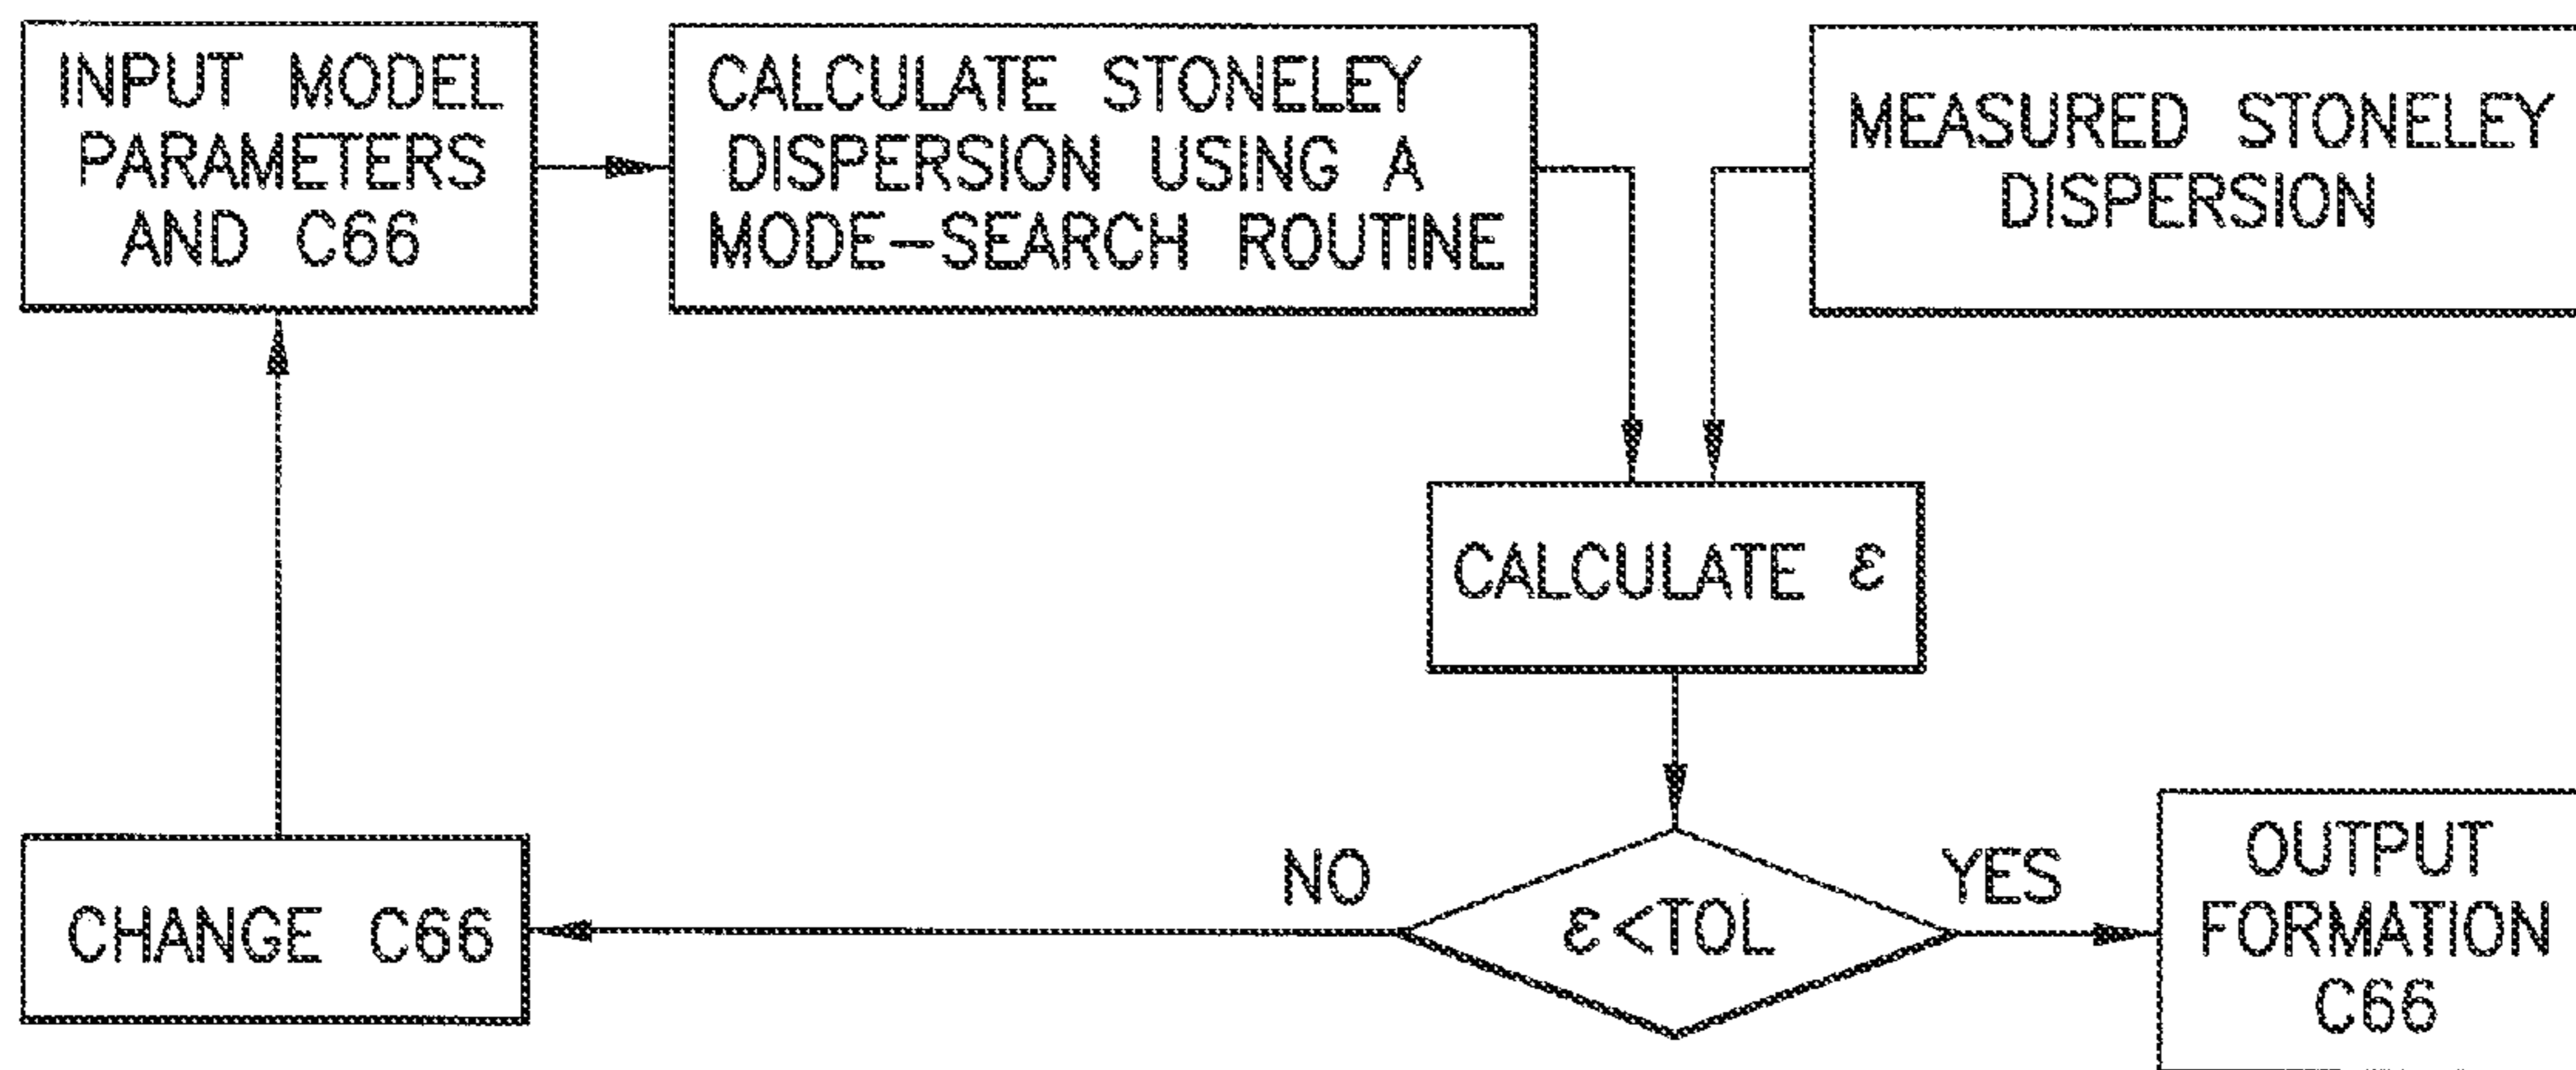 INPUT MODEL
PARAMETERS
AND C66
CALCULATE STONELEY
DISPERSION USING A
MODE-SEARCH ROUTINE
MEASURED STONELEY
DISPERSION
CALCULATE ε
ε<TOL
NO
YES
CHANGE C66
OUTPUT
FORMATION
C66